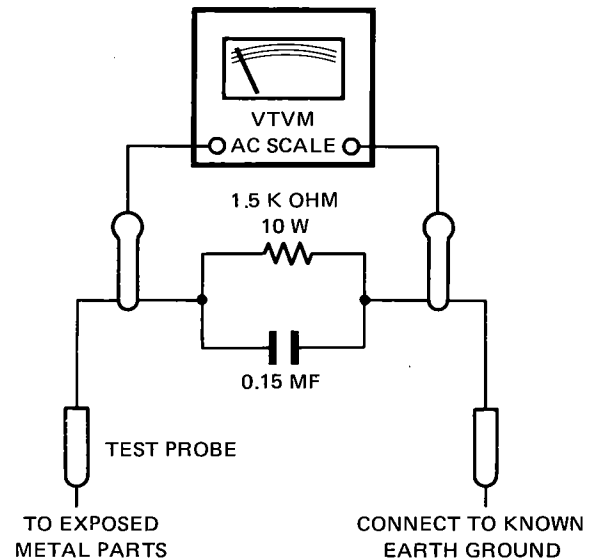 VTVM
AC SCALE
1.5 K OHM
10 W
0.15 MF
TEST PROBE
TO EXPOSED
METAL PARTS
CONNECT TO KNOWN
EARTH GROUND